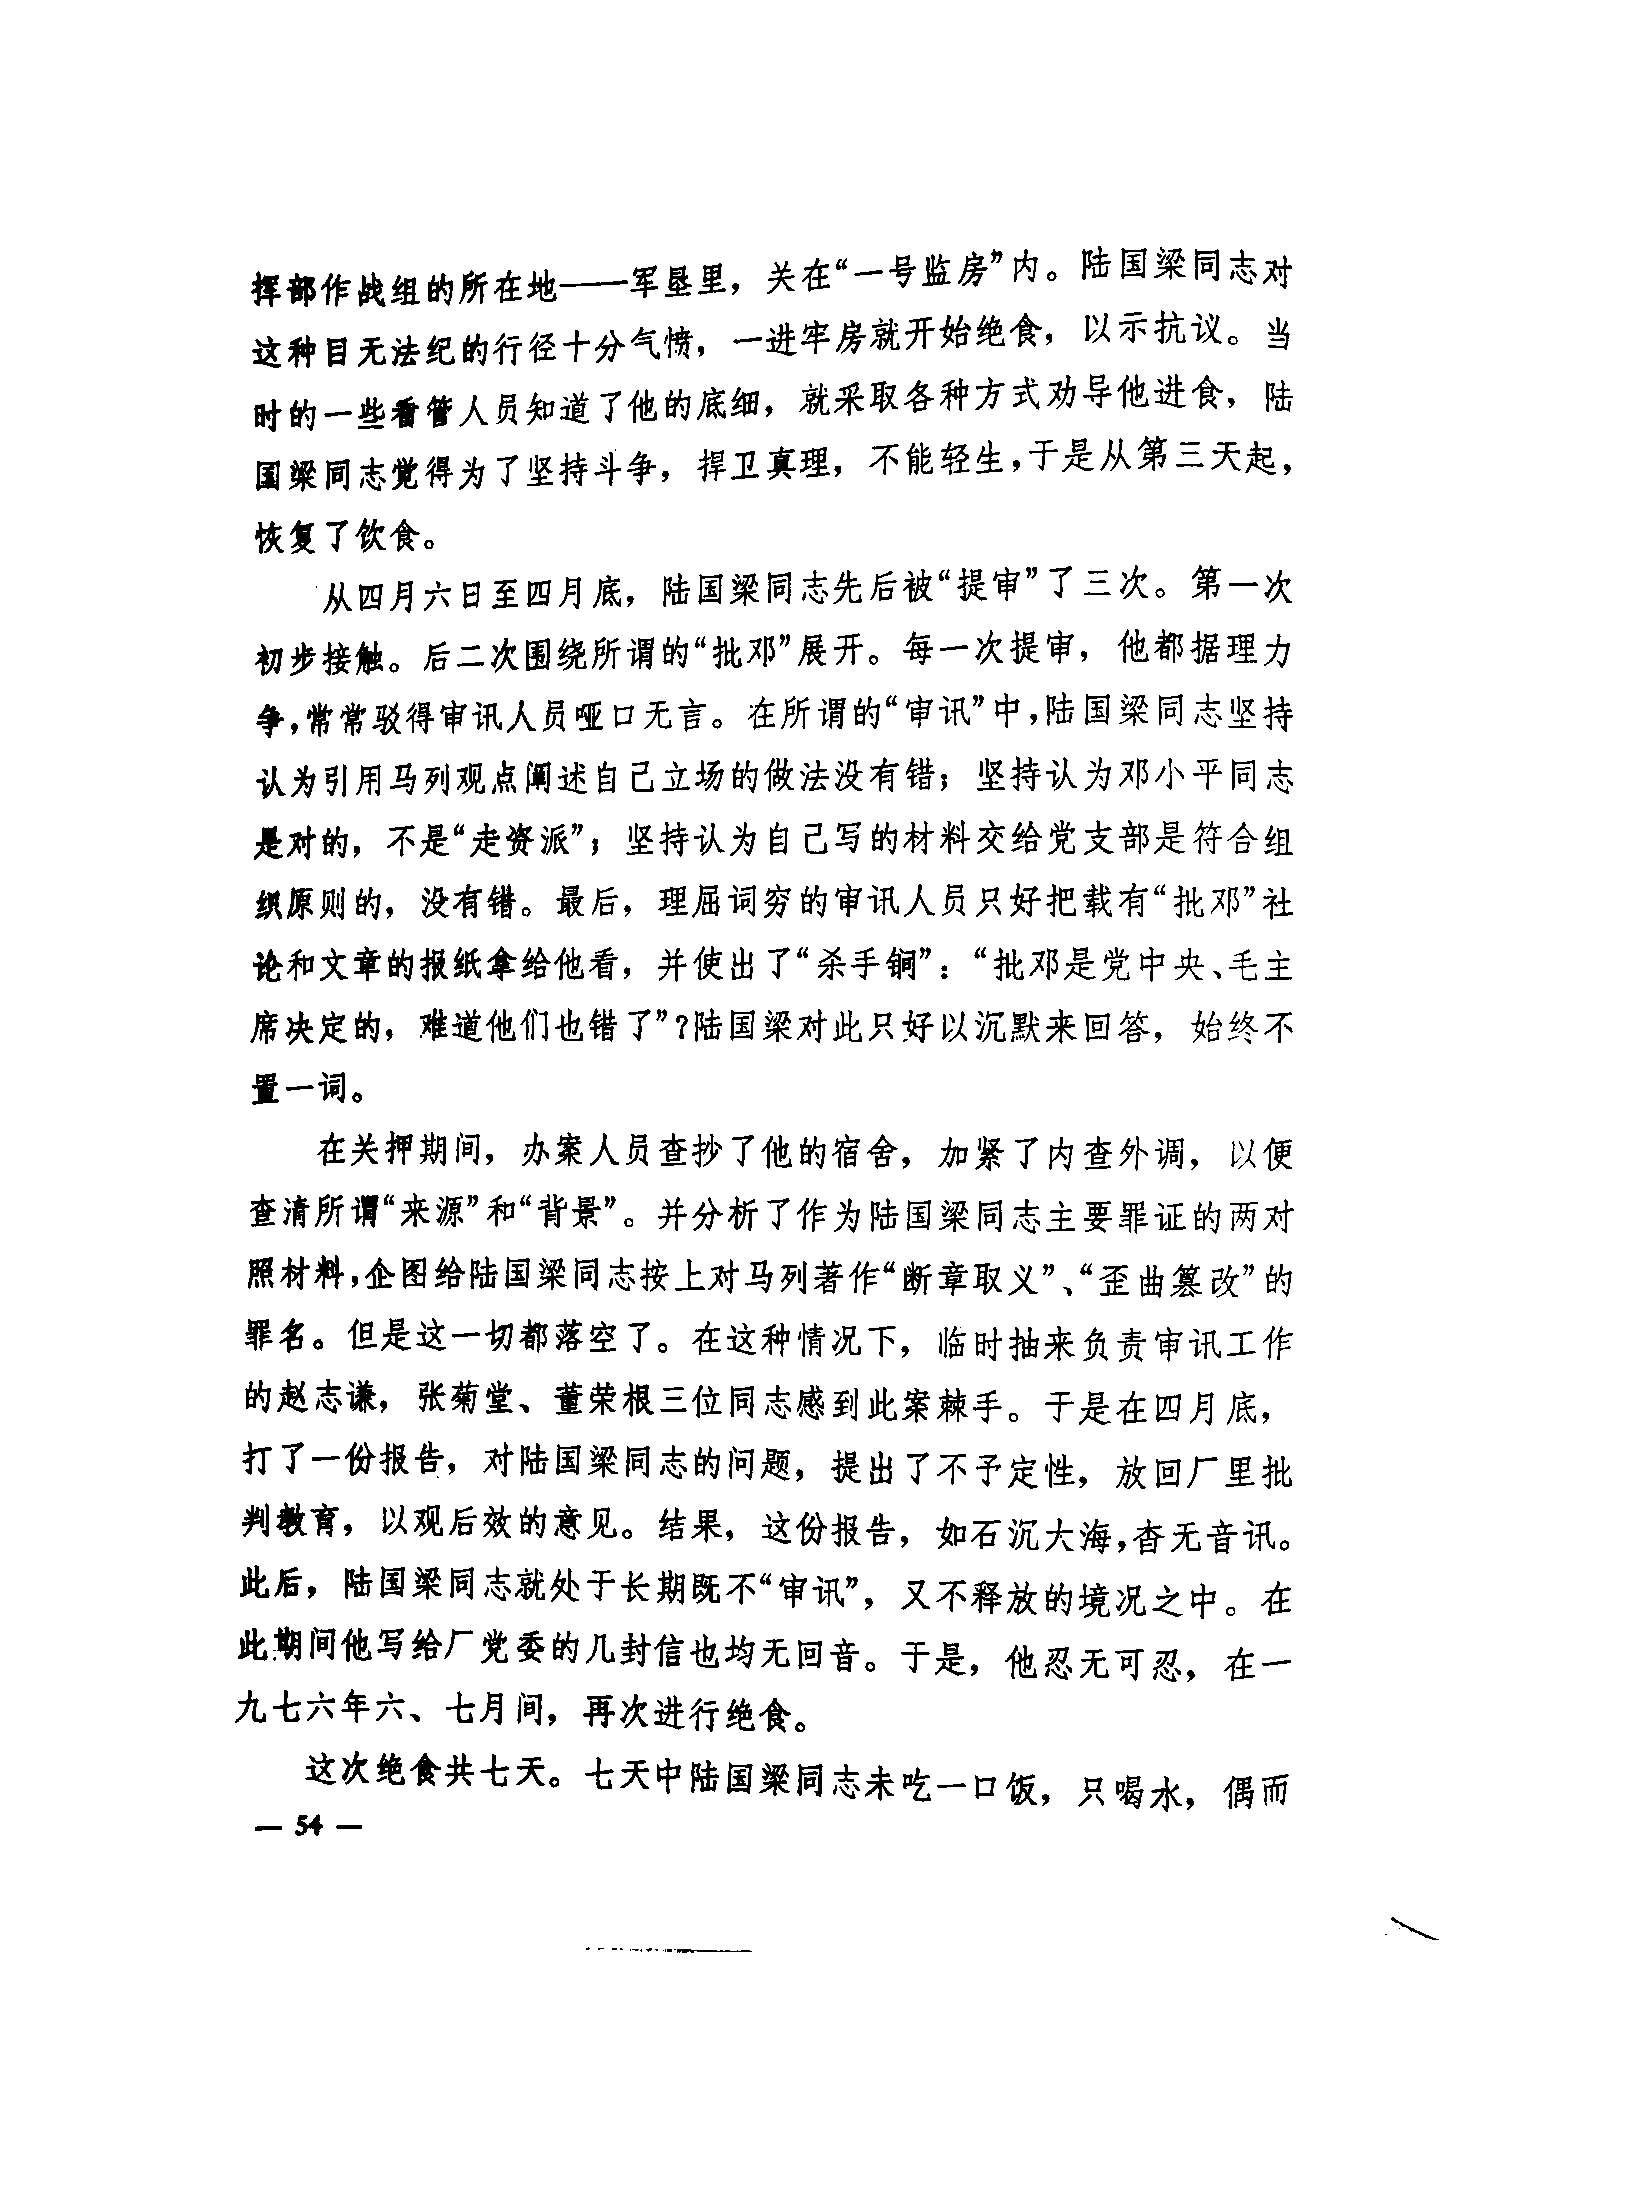 挥部作战组的所在地——军垦里，关在“一号监房”内。陆国梁同志对
这种目无法纪的行径十分气愤，一进牢房就开始绝食，以示抗议。当
时的一些看管人员知道了他的底细，就采取各种方式劝导他进食，陆
国梁同志觉得为了坚持斗争，捍卫真理，不能轻生，于是从第三天起，
恢复了饮食。
从四月六日至四月底，陆国梁同志先后被“提审”了三次。第一次
初步接触。后二次围绕所谓的“批邓”展开。每一次提审，他都据理力
争，常常驳得审讯人员哑口无言。在所谓的“审讯”中，陆国梁同志坚持
认为引用马列观点阐述自己立场的做法没有错；坚持认为邓小平同志
是对的，不是“走资派”；坚持认为自己写的材料交给党支部是符合组
织原则的，没有错。最后，理屈词穷的审讯人员只好把载有“批邓”社
论和文章的报纸拿给他看，并使出了“杀手锏”：“批邓是党中央、毛主
席决定的，难道他们也错了”？陆国梁对此只好以沉默来回答，始终不
置一词。
在关押期间，办案人员查抄了他的宿舍，加紧了内查外调，以便
查清所谓“来源”和“背景”。并分析了作为陆国梁同志主要罪证的两对
照材料，企图给陆国梁同志按上对马列著作“断章取义”、“歪曲篡改”的
罪名。但是这一切都落空了。在这种情况下，临时抽来负责审讯工作
的赵志谦，张菊堂、董荣根三位同志感到此案棘手。于是在四月底，
打了一份报告，对陆国梁同志的问题，提出了不予定性，放回厂里批
判教育，以观后效的意见。结果，这份报告，如石沉大海，杳无音讯。
此后，陆国梁同志就处于长期既不“审讯”，又不释放的境况之中。在
此期间他写给厂党委的几封信也均无回音。于是，他忍无可忍，在一
九七六年六、七月间，再次进行绝食。
这次绝食共七天。七天中陆国梁同志未吃一口饭，只喝水，偶而
— 54 —